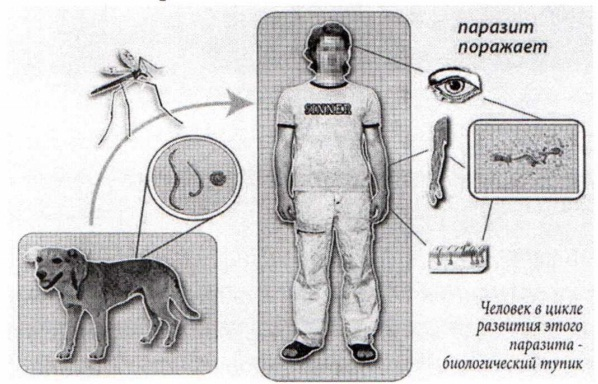 паразит
поражает
SINNER
Человек в цикле
развития этого
паразита -
биологический тупик